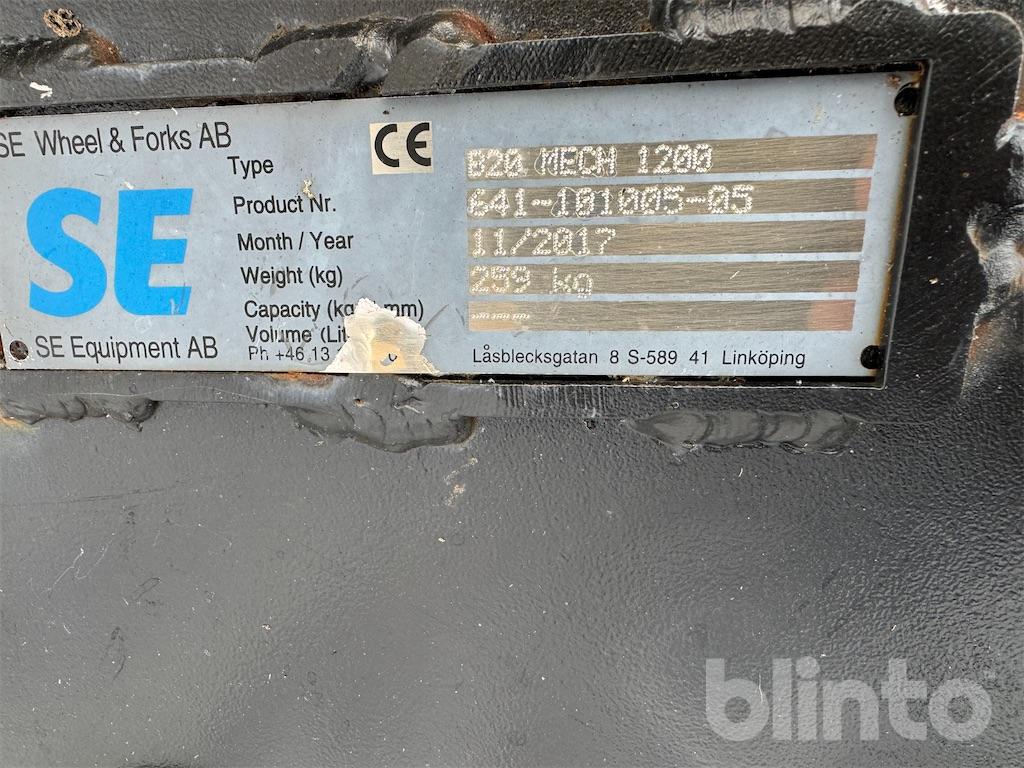 SE Wheel & Forks AB
CE
SE
SE Equipment AB
Type B20 MECH 1200
Product Nr. 641-101005-05
Month / Year 11/2017
Weight (kg) 259 kg
Capacity (kg mm) -----
Volume (Lit
Ph +46 13 Låsblecksgatan 8 S-589 41 Linköping
blinto